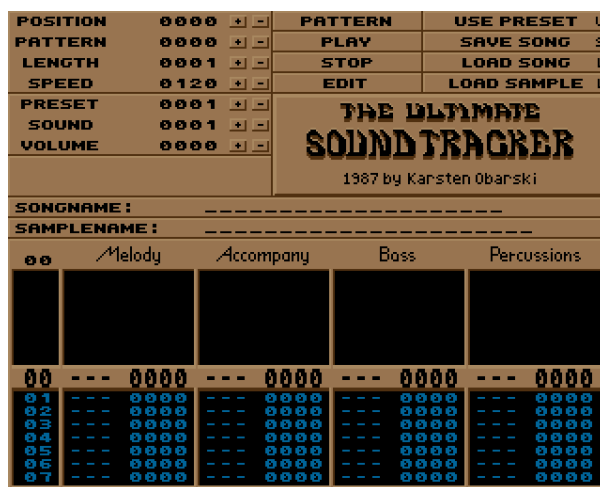 POSITION 0000 + - PATTERN USE PRESET
PATTERN 0000 + - PLAY SAVE SONG
LENGTH 0001 + - STOP LOAD SONG
SPEED 0120 + - EDIT LOAD SAMPLE
PRESET 0001 + -
SOUND 0001 + -
VOLUME 0000 + -
THE ULTIMATE
SOUNDTRACKER
1987 by Karsten Obarski
SONGNAME: ____________________
SAMPLENAME: ______________________
00 Melody Accompany Bass Percussions
00 --- 0000 --- 0000 --- 0000 --- 0000
01 --- 0000 --- 0000 --- 0000 --- 0000
02 --- 0000 --- 0000 --- 0000 --- 0000
03 --- 0000 --- 0000 --- 0000 --- 0000
04 --- 0000 --- 0000 --- 0000 --- 0000
05 --- 0000 --- 0000 --- 0000 --- 0000
06 --- 0000 --- 0000 --- 0000 --- 0000
07 --- 0000 --- 0000 --- 0000 --- 0000